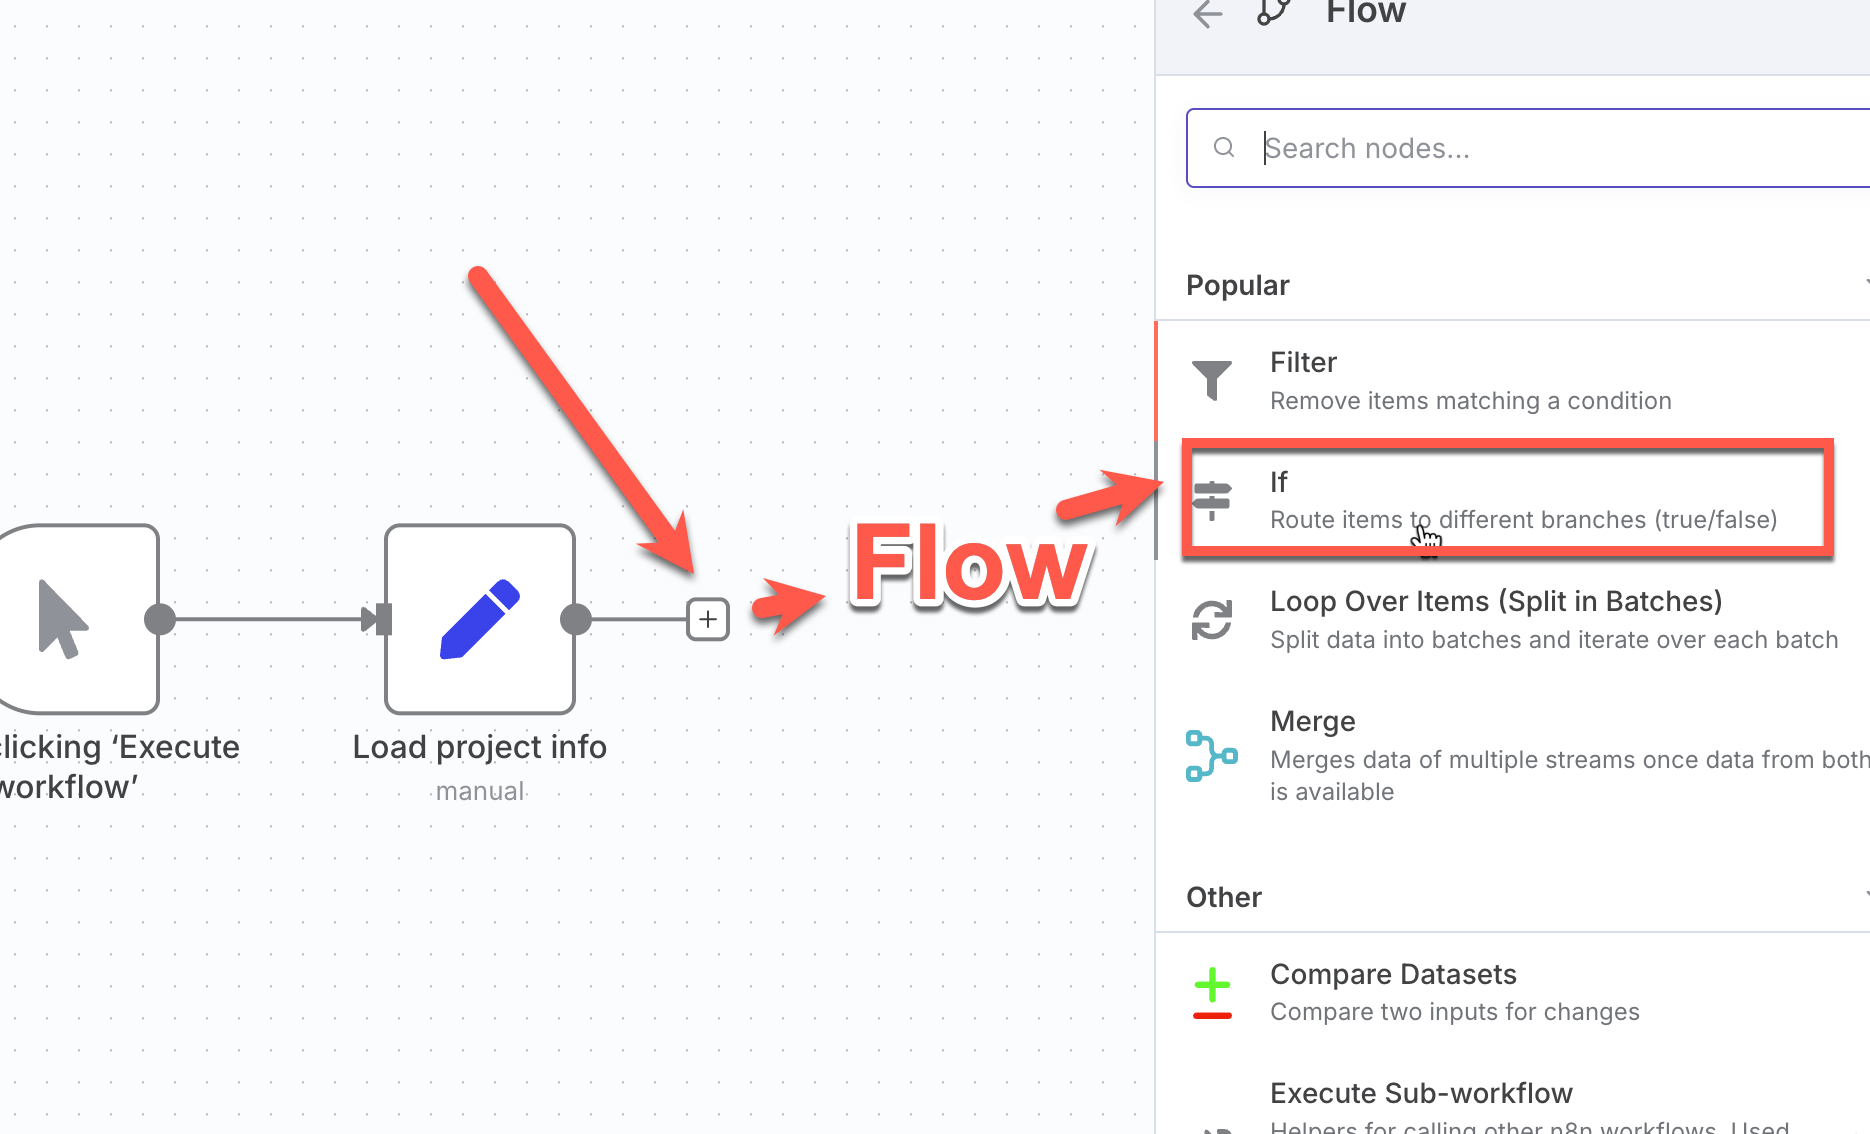 Flow
Search nodes...
Popular
Filter
Remove items matching a condition
If
Route items to different branches (true/false)
Flow
Loop Over Items (Split in Batches)
Split data into batches and iterate over each batch
Merge
Merges data of multiple streams once data from both
is available
clicking ‘Execute
workflow’
Load project info
manual
Other
Compare Datasets
Compare two inputs for changes
Execute Sub-workflow
Helpers for calling other n8n workflows. Used